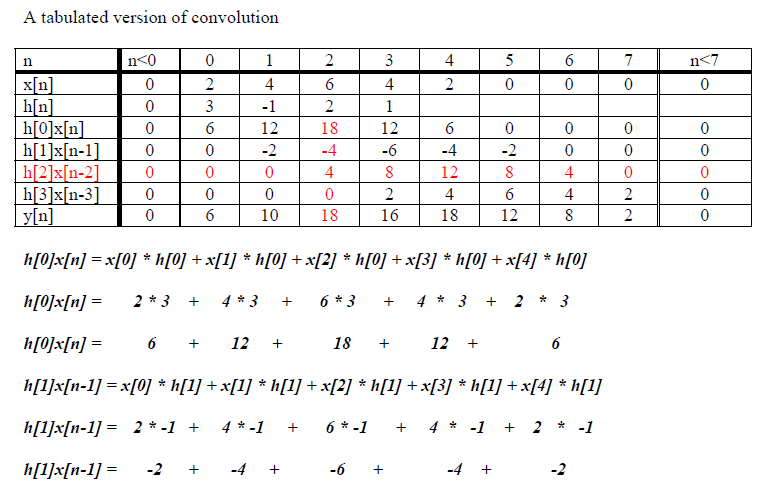 A tabulated version of convolution
n n<0 0 1 2 3 4 5 6 7 n<7
x[n] 0 2 4 6 4 2 0 0 0 0
h[n] 0 3 -1 2 1
h[0]x[n] 0 6 12 18 12 6 0 0 0 0
h[1]x[n-1] 0 0 -2 -4 -6 -4 -2 0 0 0
h[2]x[n-2] 0 0 0 4 8 12 8 4 0 0
h[3]x[n-3] 0 0 0 0 2 4 6 4 2 0
y[n] 0 6 10 18 16 18 12 8 2 0
h[0]x[n] = x[0] * h[0] + x[1] * h[0] + x[2] * h[0] + x[3] * h[0] + x[4] * h[0]
h[0]x[n] = 2 * 3 + 4 * 3 + 6 * 3 + 4 * 3 + 2 * 3
h[0]x[n] = 6 + 12 + 18 + 12 + 6
h[1]x[n-1] = x[0] * h[1] + x[1] * h[1] + x[2] * h[1] + x[3] * h[1] + x[4] * h[1]
h[1]x[n-1] = 2 * -1 + 4 * -1 + 6 * -1 + 4 * -1 + 2 * -1
h[1]x[n-1] = -2 + -4 + -6 + -4 + -2